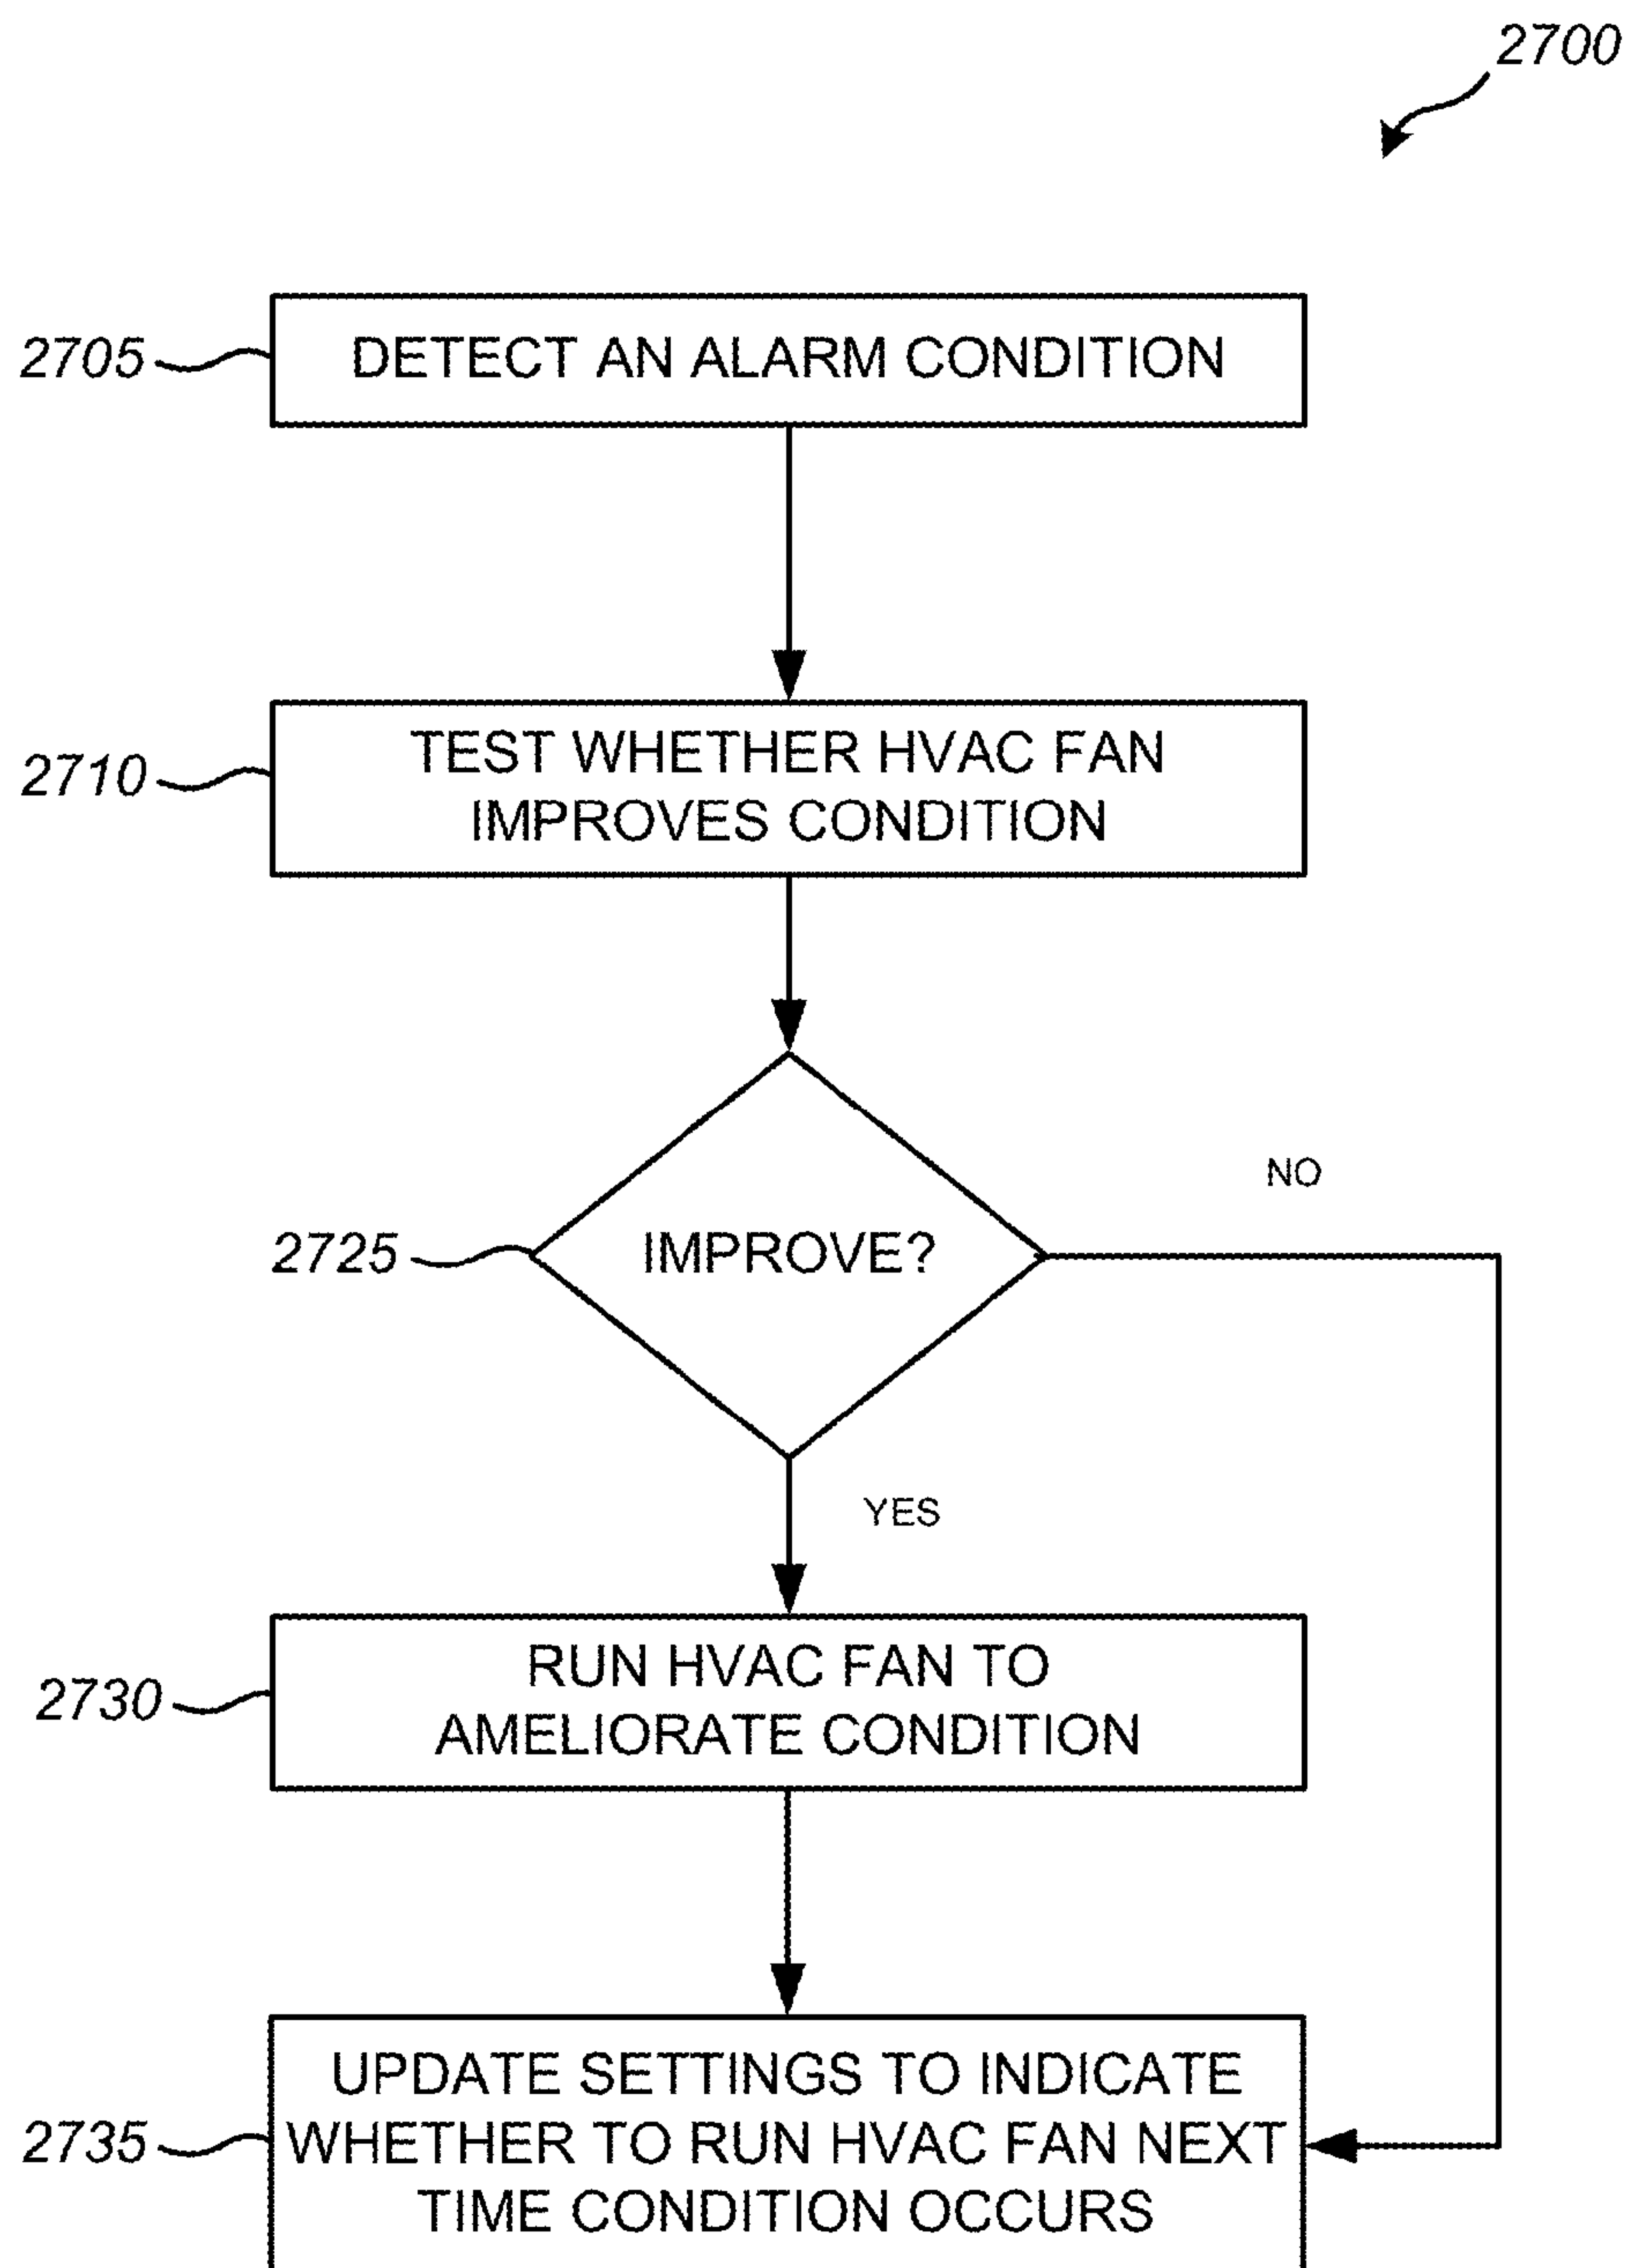 2700
2705
DETECT AN ALARM CONDITION
2710
TEST WHETHER HVAC FAN
IMPROVES CONDITION
2725
IMPROVE?
NO
YES
2730
RUN HVAC FAN TO
AMELIORATE CONDITION
2735
UPDATE SETTINGS TO INDICATE
WHETHER TO RUN HVAC FAN NEXT
TIME CONDITION OCCURS